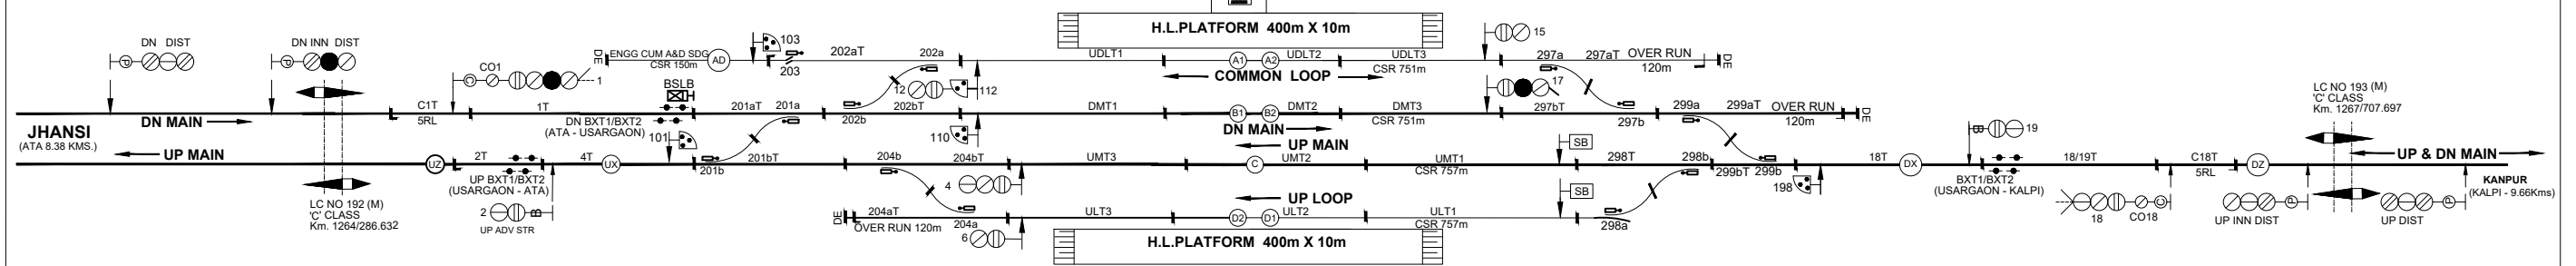 H.L.PLATFORM 400m X 10m
DN DIST
DN INN DIST
P
P
CO1
C
1
DE
ENGG CUM A&D SDG
CSR 150m
AD
103
203
202aT
202a
UDLT1
A1
A2
UDLT2
UDLT3
CSR 751m
15
297a
297aT
OVER RUN
120m
DE
COMMON LOOP
BSLB
12
112
17
C1T
5RL
1T
DN BXT1/BXT2
(ATA - USARGAON)
201aT
201a
202b
202bT
DMT1
B1
B2
DMT2
DMT3
CSR 751m
297bT
297b
299a
299aT
OVER RUN
120m
DE
LC NO 193 (M)
'C' CLASS
Km. 1267/707.697
JHANSI
(ATA 8.38 KMS.)
DN MAIN
UP MAIN
101
110
DN MAIN
UP MAIN
SB
B
19
UZ
2T
UP BXT1/BXT2
(USARGAON - ATA)
4T
UX
201b
201bT
204b
204bT
4
UMT3
C
UMT2
UMT1
CSR 757m
298T
298b
299bT
299b
198
18T
DX
BXT1/BXT2
(USARGAON - KALPI)
18/19T
C18T
5RL
DZ
UP & DN MAIN
KANPUR
(KALPI - 9.66Kms)
LC NO 192 (M)
'C' CLASS
Km. 1264/286.632
2
B
UP ADV STR
UP LOOP
SB
DE
204aT
OVER RUN 120m
204a
6
ULT3
D2
D1
ULT2
ULT1
CSR 757m
298a
18
CO18
C
UP INN DIST
P
UP DIST
P
H.L.PLATFORM 400m X 10m